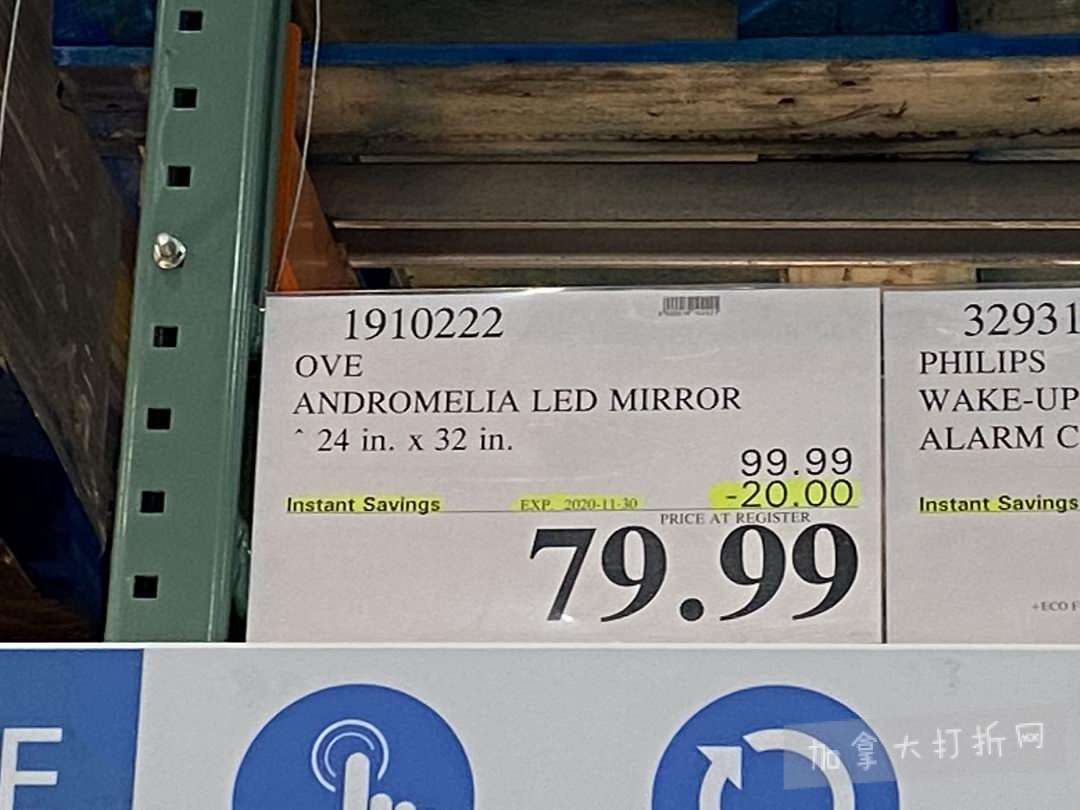 1910222
OVE
ANDROMELIA LED MIRROR
^ 24 in. x 32 in.
99.99
Instant Savings EXP. 2020-11-30 -20.00
PRICE AT REGISTER
79.99
32931
PHILIPS
WAKE-UP
ALARM C
Instant Savings
+ECO F
E
加拿大打折网